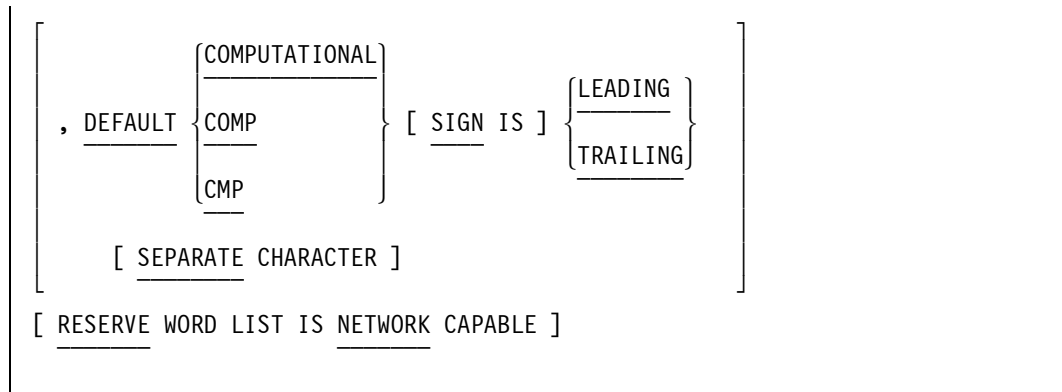 COMPUTATIONAL
LEADING
, DEFAULT COMP [ SIGN IS ]
TRAILING
CMP
[ SEPARATE CHARACTER ]
[ RESERVE WORD LIST IS NETWORK CAPABLE ]